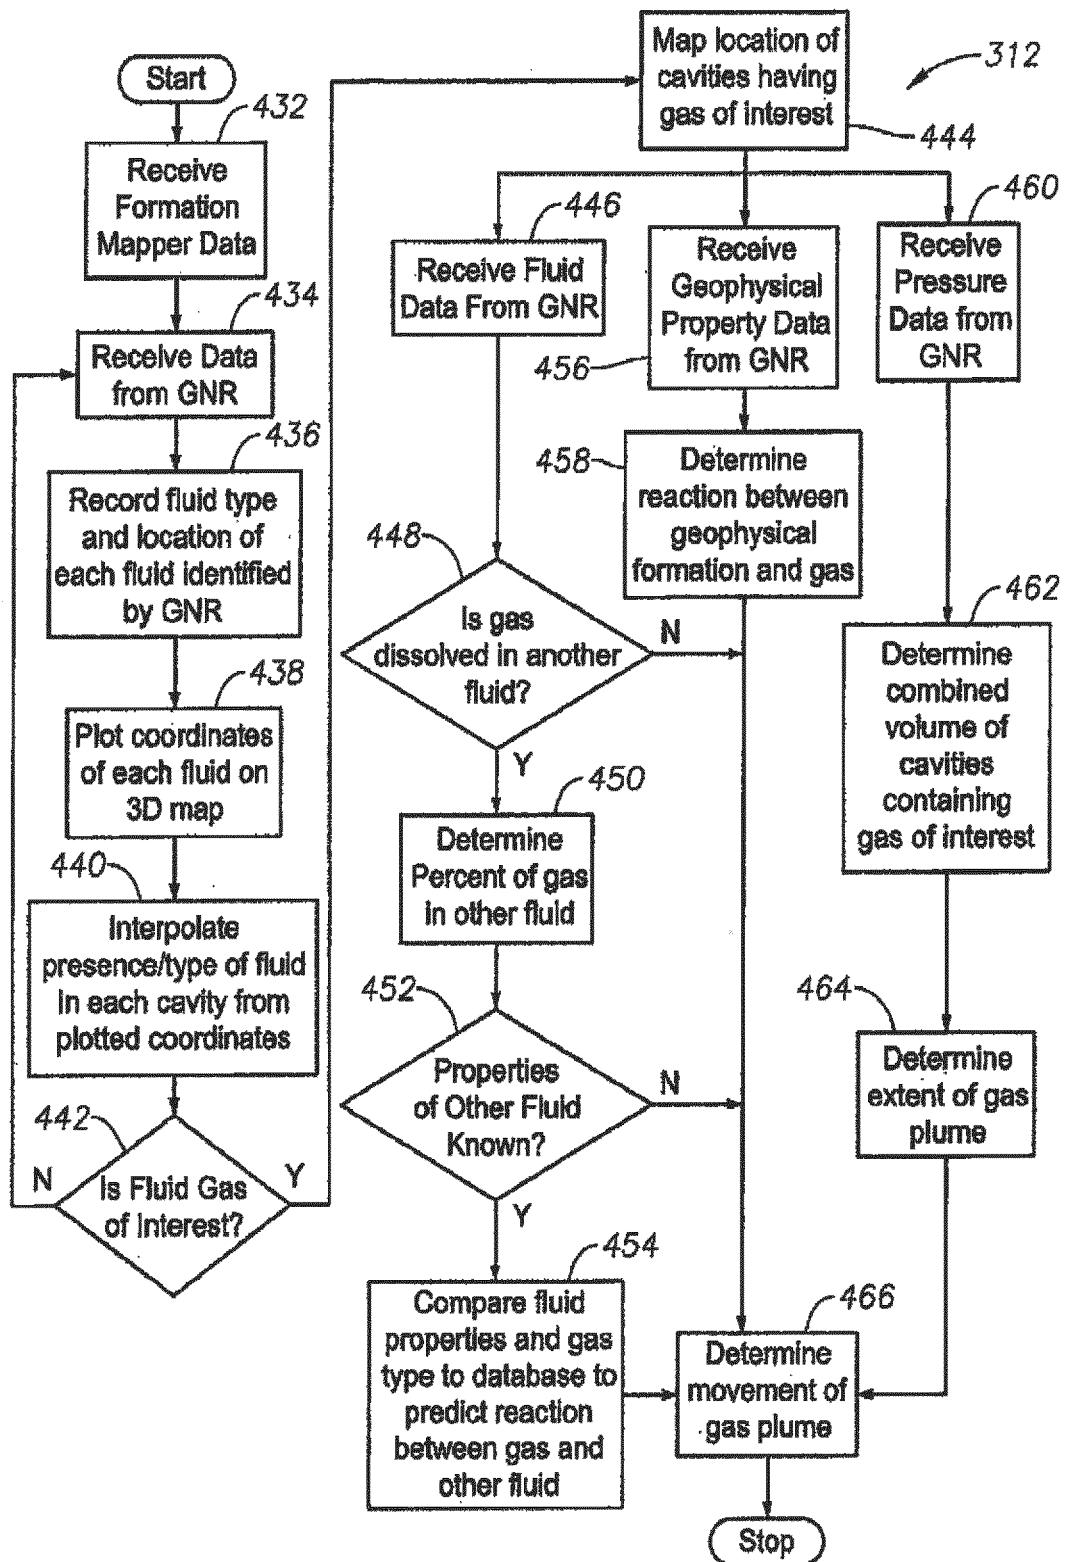 Start
432
Receive
Formation
Mapper Data
434
Receive Data
from GNR
436
Record fluid type
and location of
each fluid identified
by GNR
438
Plot coordinates
of each fluid on
3D map
440
Interpolate
presence/type of fluid
in each cavity from
plotted coordinates
442
N
Y
Is Fluid Gas
of Interest?
312
Map location of
cavities having
gas of interest
444
446
Receive Fluid
Data From GNR
448
Is gas
dissolved in another
fluid?
N
Y
450
Determine
Percent of gas
in other fluid
452
Properties
of Other Fluid
Known?
N
Y
454
Compare fluid
properties and gas
type to database to
predict reaction
between gas and
other fluid
Receive
Geophysical
Property Data
from GNR
456
458
Determine
reaction between
geophysical
formation and gas
460
Receive
Pressure
Data from
GNR
462
Determine
combined
volume of
cavities
containing
gas of interest
464
Determine
extent of gas
plume
466
Determine
movement of
gas plume
Stop